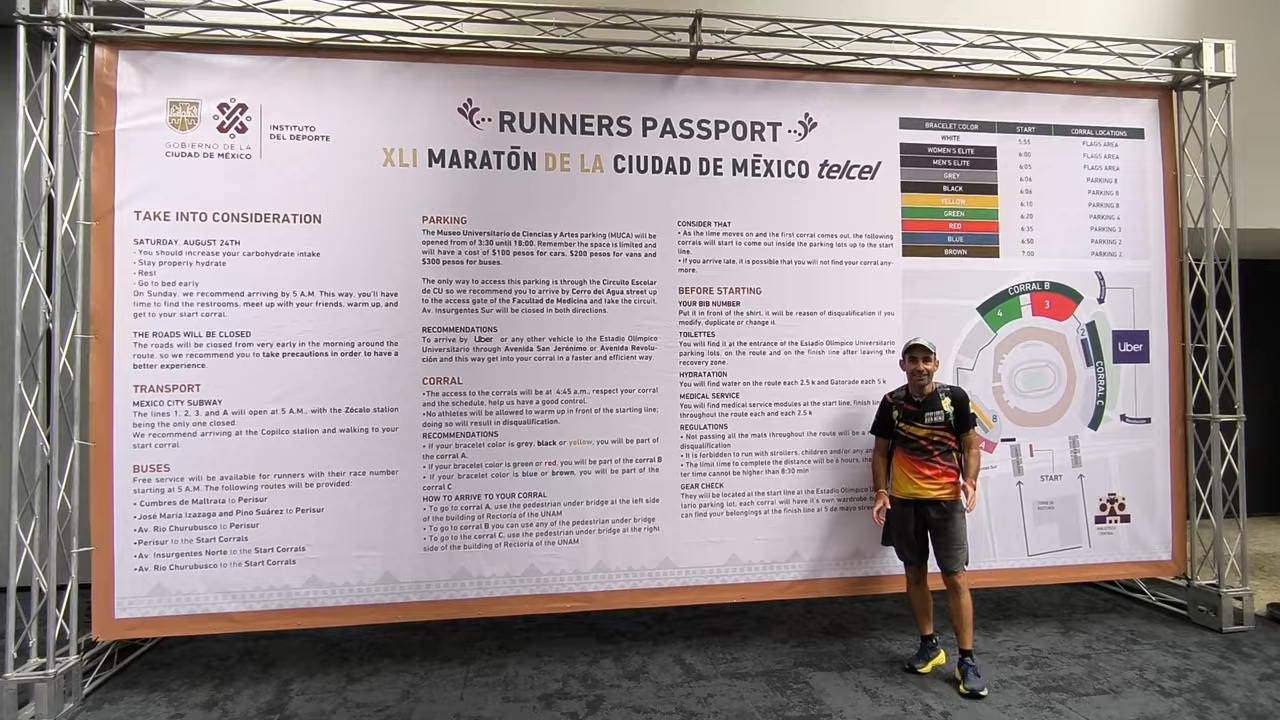 GOBIERNO DE LA
CIUDAD DE MÉXICO
INSTITUTO
DEL DEPORTE
RUNNERS PASSPORT
XLI MARATŌN DE LA CIUDAD DE MĒXICO telcel
TAKE INTO CONSIDERATION
SATURDAY, AUGUST 24TH
- You should increase your carbohydrate intake
- Stay properly hydrate
- Rest
- Go to bed early
On Sunday, we recommend arriving by 5 A.M. This way, you'll have
time to find the restrooms, meet up with your friends, warm up, and
get to your start corral.
THE ROADS WILL BE CLOSED
The roads will be closed from very early in the morning around the
route, so we recommend you to take precautions in order to have a
better experience.
TRANSPORT
MEXICO CITY SUBWAY
The lines 1, 2, 3, and A will open at 5 A.M., with the Zócalo station
being the only one closed.
We recommend arriving at the Copilco station and walking to your
start corral.
BUSES
Free service will be available for runners with their race number
starting at 5 A.M. The following routes will be provided:
• Cumbres de Maltrata to Perisur
•José María Izazaga and Pino Suárez to Perisur
•Av. Río Churubusco to Perisur
•Perisur to the Start Corrals
•Av. Insurgentes Norte to the Start Corrals
•Av. Río Churubusco to the Start Corrals
PARKING
The Museo Universitario de Ciencias y Artes parking (MUCA) will be
opened from of 3:30 until 18:00. Remember the space is limited and
will have a cost of $100 pesos for cars, $200 pesos for vans and
$300 pesos for buses.
The only way to access this parking is through the Circuito Escolar
de CU so we recommend you to arrive by Cerro del Agua street up
to the access gate of the Facultad de Medicina and take the circuit.
Av. Insurgentes Sur will be closed in both directions.
RECOMMENDATIONS
To arrive by Uber or any other vehicle to the Estadio Olímpico
Universitario through Avenida San Jerónimo or Avenida Revolu-
ción and this way get into your corral in a faster and efficient way.
CORRAL
•The access to the corrals will be at 4:45 a.m., respect your corral
and the schedule, help us have a good control.
•No athletes will be allowed to warm up in front of the starting line;
doing so will result in disqualification.
RECOMMENDATIONS
• If your bracelet color is grey, black or yellow, you will be part of
the corral A.
• If your bracelet color is green or red, you will be part of the corral B
• If your bracelet color is blue or brown, you will be part of the
corral C
HOW TO ARRIVE TO YOUR CORRAL
• To go to corral A, use the pedestrian under bridge at the left side
of the building of Rectoría of the UNAM
• To go to corral B you can use any of the pedestrian under bridge
• To go to the corral C, use the pedestrian under bridge at the right
side of the building of Rectoría of the UNAM
CONSIDER THAT
• As the time moves on and the first corral comes out, the following
corrals will start to come out inside the parking lots up to the start
line.
• If you arrive late, it is possible that you will not find your corral any-
more.
BEFORE STARTING
YOUR BIB NUMBER
Put it in front of the shirt, it will be reason of disqualification if you
modify, duplicate or change it.
TOILETTES
You will find it at the entrance of the Estadio Olímpico Universitario
parking lots, on the route and on the finish line after leaving the
recovery zone.
HYDRATATION
You will find water on the route each 2.5 k and Gatorade each 5 k
MEDICAL SERVICE
You will find medical service modules at the start line, finish
throughout the route each and each 2.5 k
REGULATIONS
• Not passing all the mats throughout the route will be a
disqualification
• It is forbidden to run with strollers, children and/or any
• The limit time to complete the distance will be 6 hours, the
ter time cannot be higher than 8:30 min
GEAR CHECK
They will be located at the start line at the Estadio Olímpico
tario parking lot, each corral will have it's own wardrobe
can find your belongings at the finish line at 5 de mayo
BRACELET COLOR START CORRAL LOCATIONS
WHITE 5:55 FLAGS AREA
WOMEN'S ELITE 6:00 FLAGS AREA
MEN'S ELITE 6:05 FLAGS AREA
GREY 6:06 PARKING 8
BLACK 6:06 PARKING 8
YELLOW 6:10 PARKING 8
GREEN 6:20 PARKING 4
RED 6:35 PARKING 3
BLUE 6:50 PARKING 2
BROWN 7:00 PARKING 2
CORRAL B
4
3
2
CORRAL C
Uber
8
A
START
BIBLIOTECA
CENTRAL